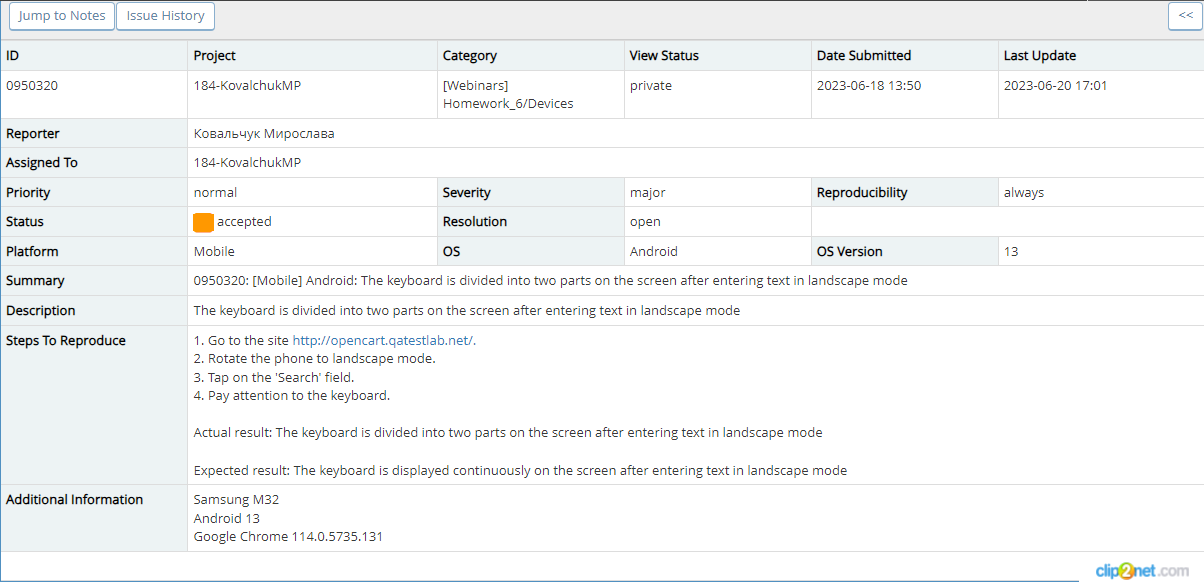 Jump to Notes Issue History <<
ID Project Category View Status Date Submitted Last Update
0950320 184-KovalchukMP [Webinars] private 2023-06-18 13:50 2023-06-20 17:01
Homework_6/Devices
Reporter Ковальчук Мирослава
Assigned To 184-KovalchukMP
Priority normal Severity major Reproducibility always
Status accepted Resolution open
Platform Mobile OS Android OS Version 13
Summary 0950320: [Mobile] Android: The keyboard is divided into two parts on the screen after entering text in landscape mode
Description The keyboard is divided into two parts on the screen after entering text in landscape mode
Steps To Reproduce 1. Go to the site http://opencart.qatestlab.net/.
2. Rotate the phone to landscape mode.
3. Tap on the 'Search' field.
4. Pay attention to the keyboard.
Actual result: The keyboard is divided into two parts on the screen after entering text in landscape mode
Expected result: The keyboard is displayed continuously on the screen after entering text in landscape mode
Additional Information Samsung M32
Android 13
Google Chrome 114.0.5735.131
clip2net.com